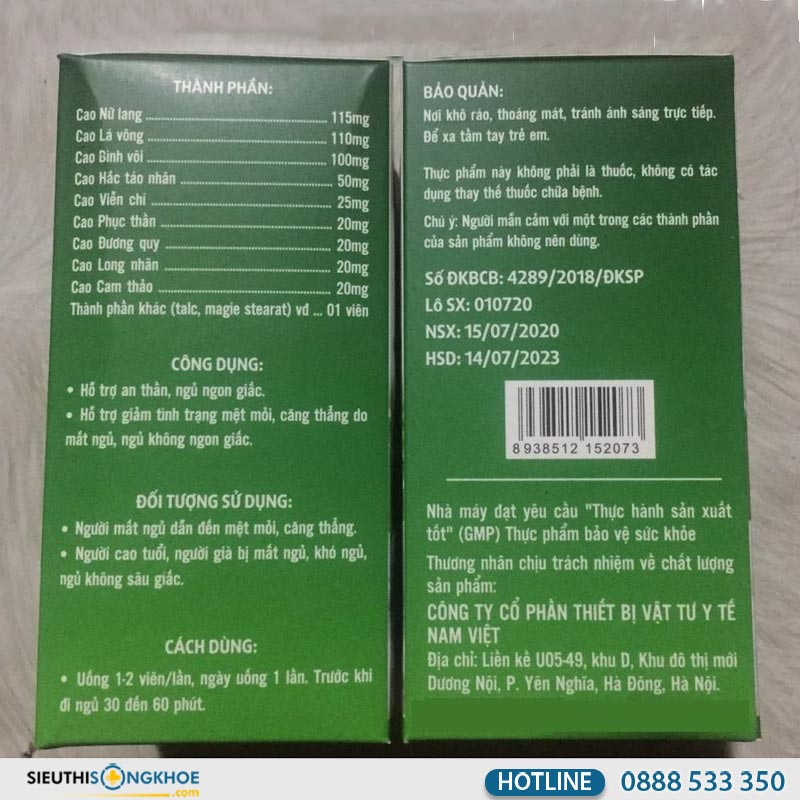 THÀNH PHẦN:
Cao Nữ lang ........ 115mg
Cao Lá vông ........ 110mg
Cao Bình vôi ........ 100mg
Cao Hắc táo nhân ........ 50mg
Cao Viễn chí ........ 25mg
Cao Phục thần ........ 20mg
Cao Đương quy ........ 20mg
Cao Long nhãn ........ 20mg
Cao Cam thảo ........ 20mg
Thành phần khác (talc, magie stearat) vđ ... 01 viên
CÔNG DỤNG:
• Hỗ trợ an thần, ngủ ngon giấc.
• Hỗ trợ giảm tình trạng mệt mỏi, căng thẳng do
mất ngủ, ngủ không ngon giấc.
ĐỐI TƯỢNG SỬ DỤNG:
• Người mất ngủ dẫn đến mệt mỏi, căng thẳng.
• Người cao tuổi, người già bị mất ngủ, khó ngủ,
ngủ không sâu giấc.
CÁCH DÙNG:
• Uống 1-2 viên/lần, ngày uống 1 lần. Trước khi
đi ngủ 30 đến 60 phút.
BẢO QUẢN:
Nơi khô ráo, thoáng mát, tránh ánh sáng trực tiếp.
Để xa tầm tay trẻ em.
Thực phẩm này không phải là thuốc, không có tác
dụng thay thế thuốc chữa bệnh.
Chú ý: Người mẫn cảm với một trong các thành phần
của sản phẩm không nên dùng.
Số ĐKBCB: 4289/2018/ĐKSP
Lô SX: 010720
NSX: 15/07/2020
HSD: 14/07/2023
8 938512 152073
Nhà máy đạt yêu cầu "Thực hành sản xuất
tốt" (GMP) Thực phẩm bảo vệ sức khỏe
Thương nhân chịu trách nhiệm về chất lượng
sản phẩm:
CÔNG TY CỔ PHẦN THIẾT BỊ VẬT TƯ Y TẾ
NAM VIỆT
Địa chỉ: Liền kề U05-49, khu D, Khu đô thị mới
Dương Nội, P. Yên Nghĩa, Hà Đông, Hà Nội.
SIEUTHISONGKHOE
.com
HOTLINE 0888 533 350